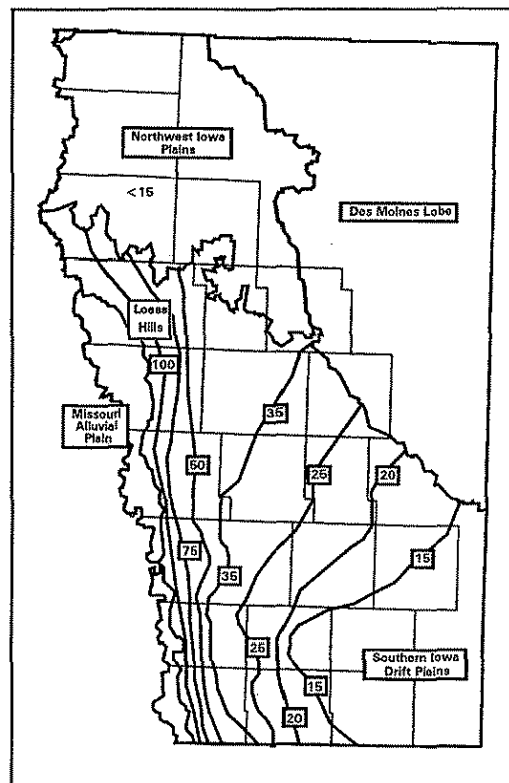 Northwest Iowa
Plains
<15
Des Moines Lobe
Loess
Hills
100
Missouri
Alluvial
Plain
35
50
25
20
75
15
35
25
Southern Iowa
Drift Plains
15
20